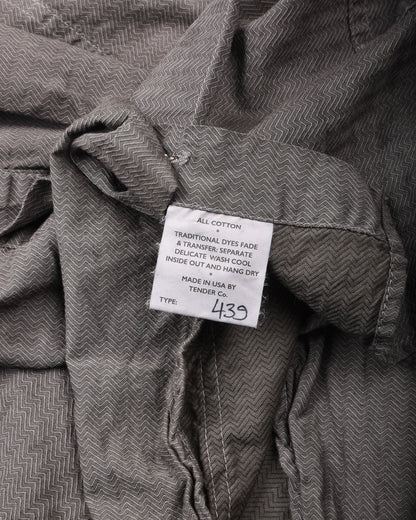 ALL COTTON
*
TRADITIONAL DYES FADE
& TRANSFER: SEPARATE
DELICATE WASH COOL
INSIDE OUT AND HANG DRY
*
MADE IN USA BY
TENDER Co.
TYPE: 439